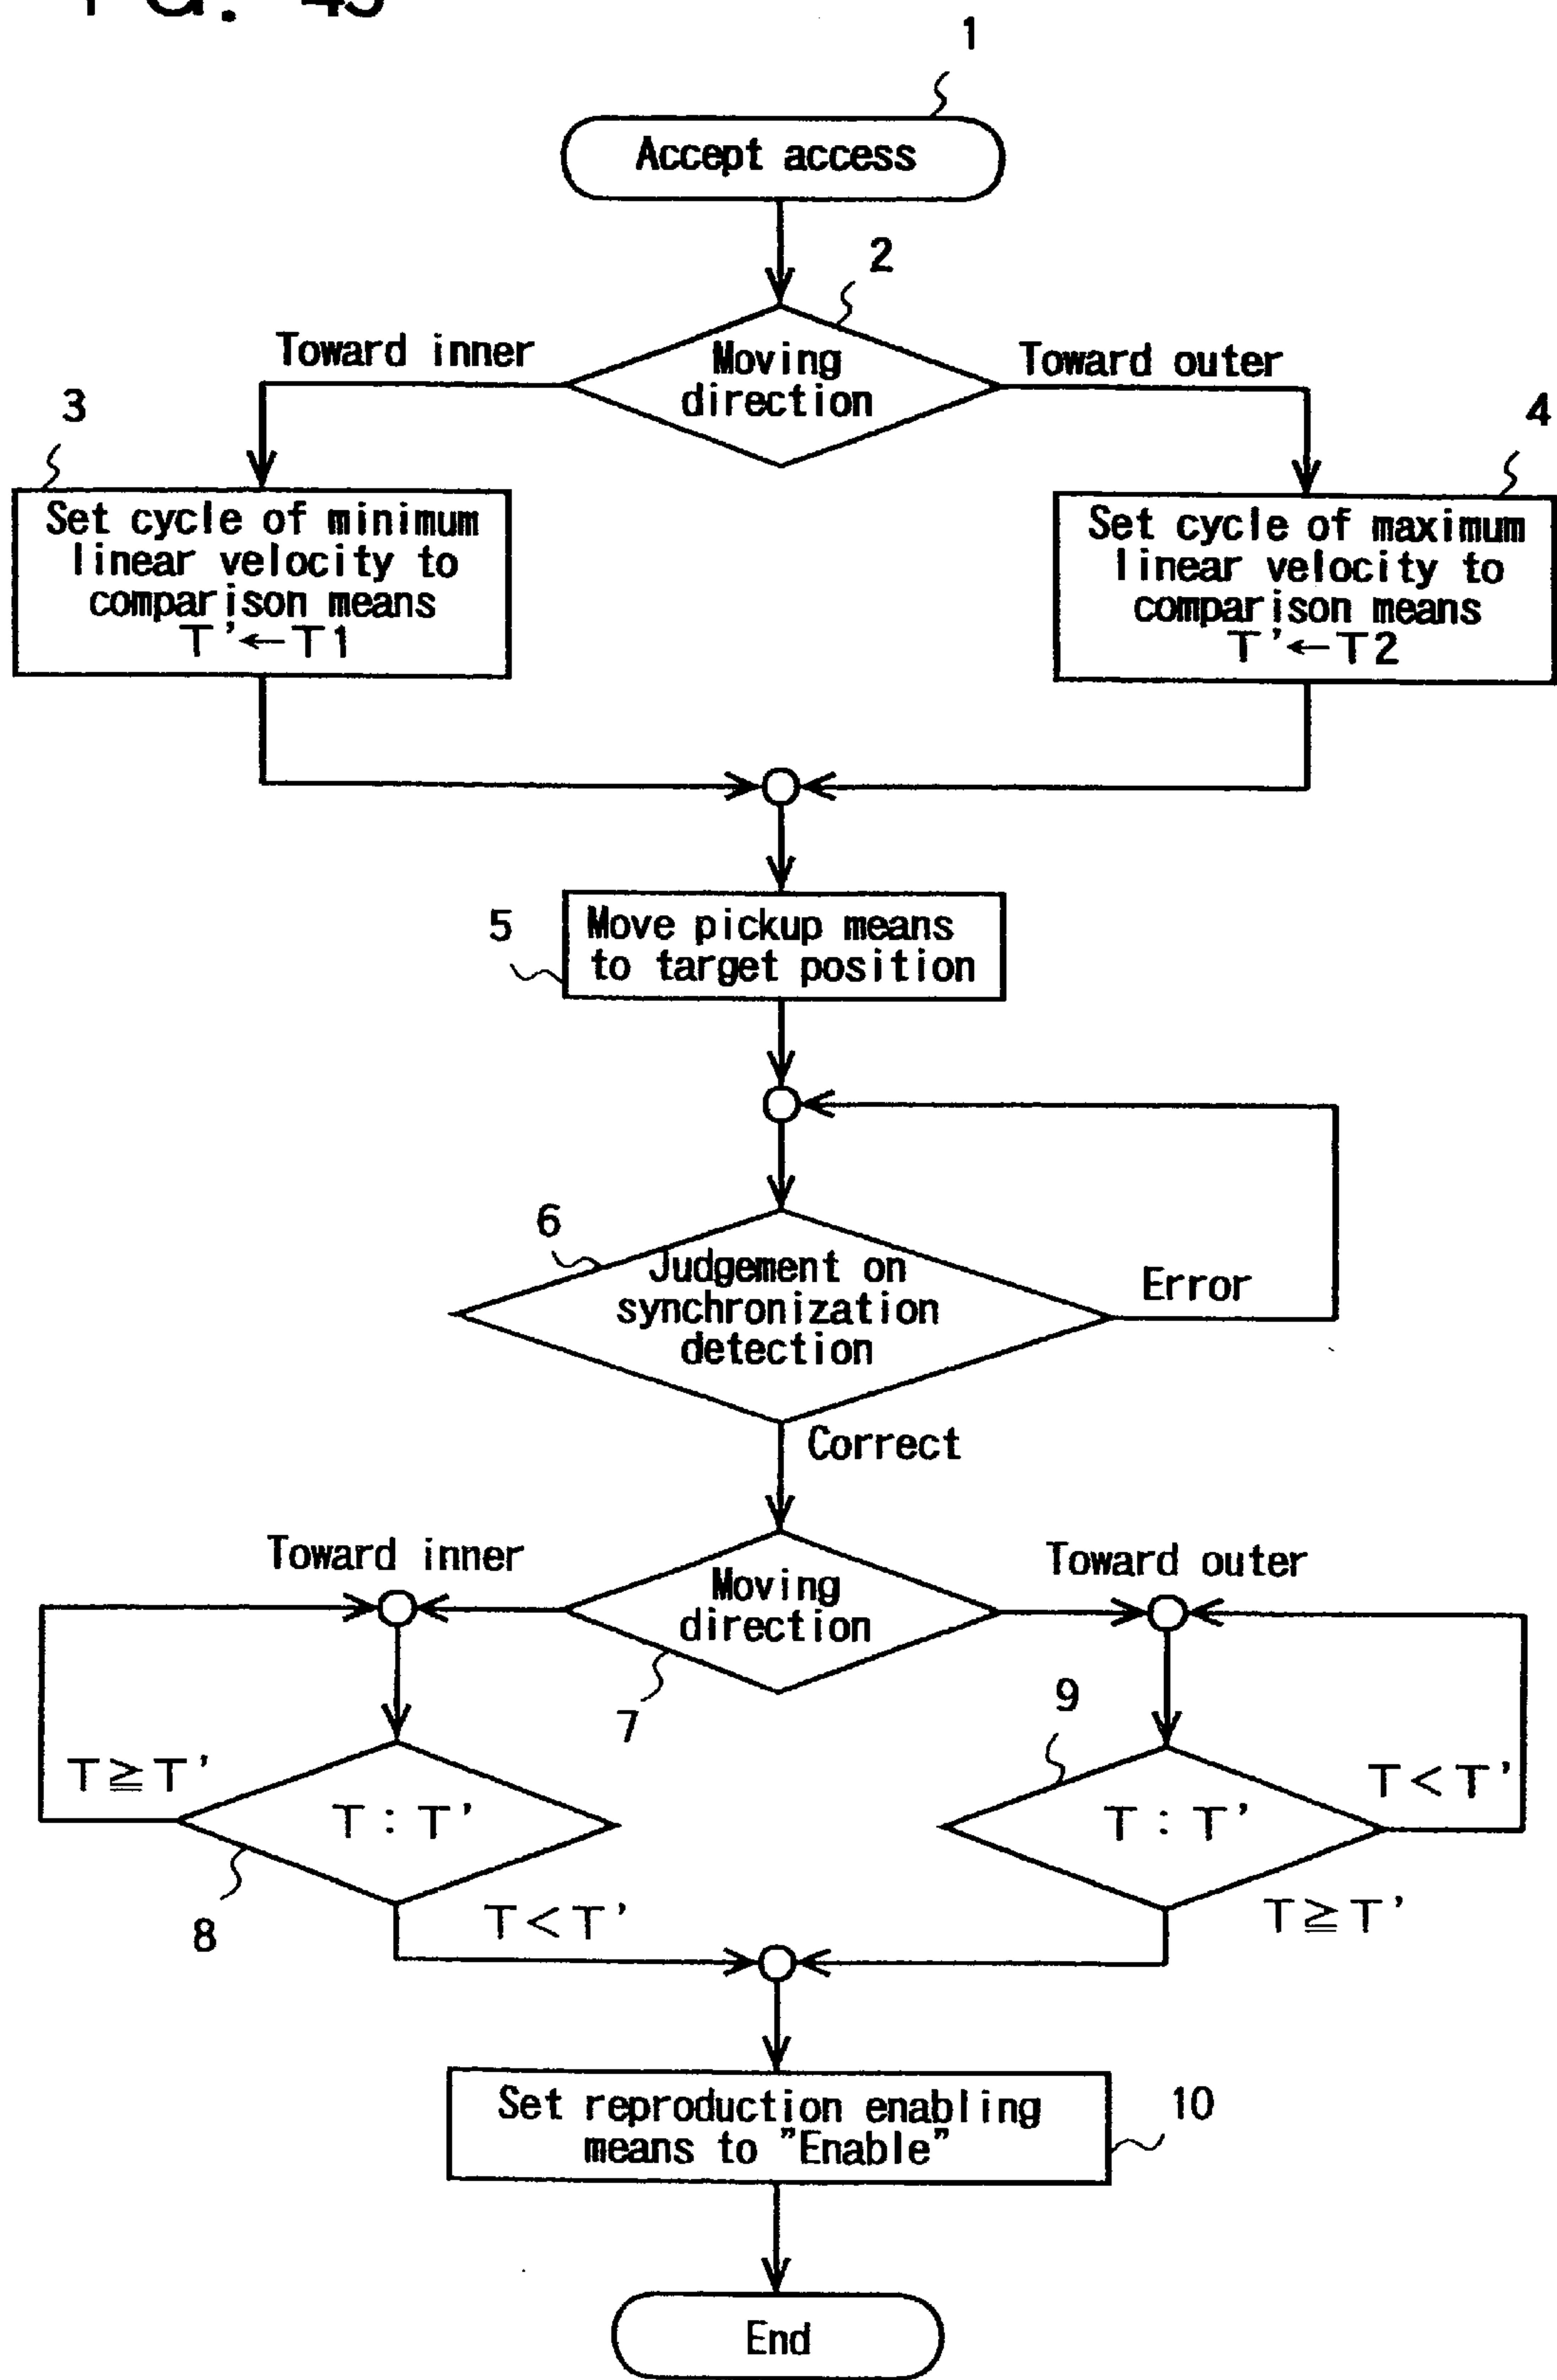 1
Accept access
2
Moving
direction
Toward inner
Toward outer
3
Set cycle of minimum
linear velocity to
comparison means
T'←T1
4
Set cycle of maximum
linear velocity to
comparison means
T'←T2
5
Move pickup means
to target position
6
Judgement on
synchronization
detection
Error
Correct
Toward inner
Moving
direction
Toward outer
7
T≧T'
T:T'
8
T<T'
9
T:T'
T<T'
T≧T'
Set reproduction enabling
means to "Enable"
10
End